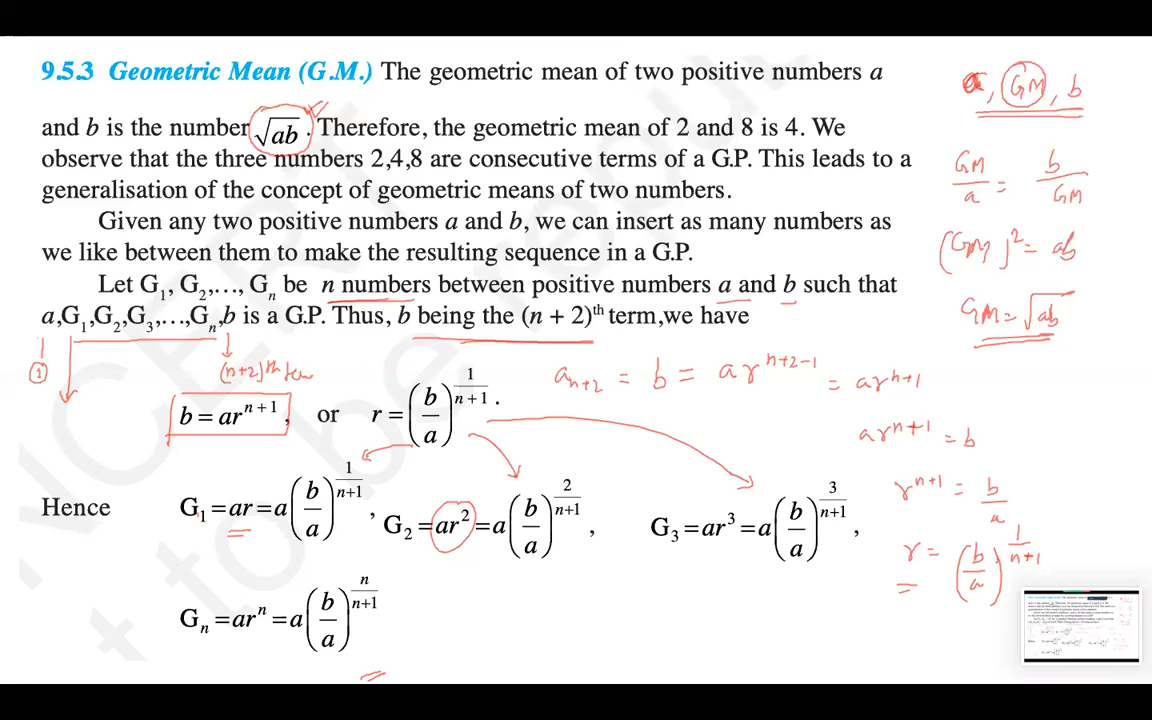 9.5.3 Geometric Mean (G.M.) The geometric mean of two positive numbers a
and b is the number √ab . Therefore, the geometric mean of 2 and 8 is 4. We
observe that the three numbers 2,4,8 are consecutive terms of a G.P. This leads to a
generalisation of the concept of geometric means of two numbers.
Given any two positive numbers a and b, we can insert as many numbers as
we like between them to make the resulting sequence in a G.P.
Let G₁, G₂,…, Gₙ be n numbers between positive numbers a and b such that
a,G₁,G₂,G₃,…,Gₙ,b is a G.P. Thus, b being the (n + 2)ᵗʰ term,we have
b = ar^(n+1), or r = (b/a)^(1/(n+1)).
Hence G₁ = ar = a(b/a)^(1/(n+1)), G₂ = ar² = a(b/a)^(2/(n+1)), G₃ = ar³ = a(b/a)^(3/(n+1)),
Gₙ = arⁿ = a(b/a)^(n/(n+1))
a, GM, b
GM/a = b/GM
(GM)² = ab
GM = √ab
①
(n+2)th term
aₙ₊₂ = b = ar^(n+2-1) = ar^(n+1)
ar^(n+1) = b
r^(n+1) = b/a
r = (b/a)^(1/(n+1))